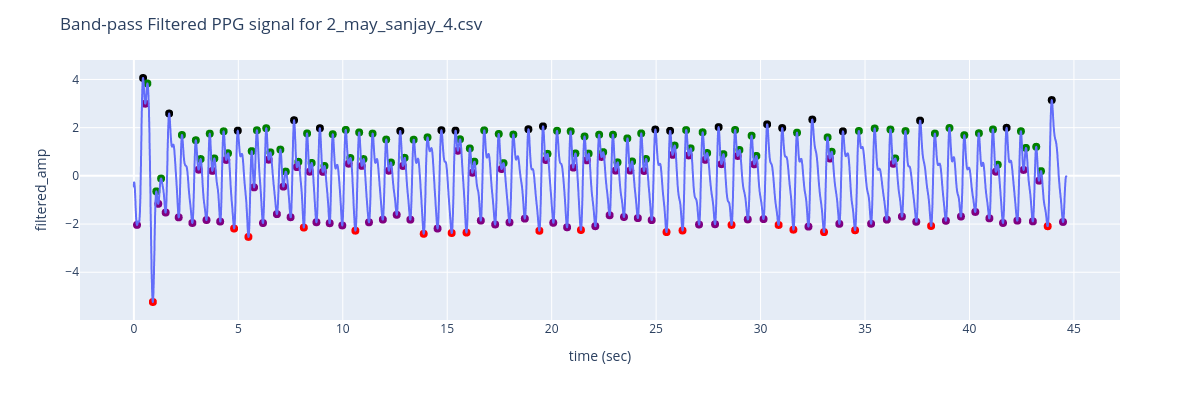 Band-pass Filtered PPG signal for 2_may_sanjay_4.csv
4
2
0
−2
−4
filtered_amp
0 5 10 15 20 25 30 35 40 45
time (sec)